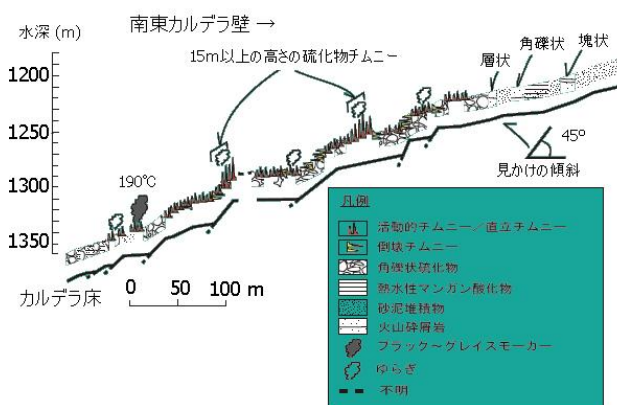 南東カルデラ壁 →
水深 (m)
15m以上の高さの硫化物チムニー
層状
角礫状
塊状
1200
1250
1300
1350
190℃
45°
見かけの傾斜
カルデラ床
0 50 100 m
凡例
活動的チムニー／直立チムニー
倒壊チムニー
角礫状硫化物
熱水性マンガン酸化物
砂泥堆積物
火山砕屑岩
ブラック～グレイスモーカー
ゆらぎ
不明